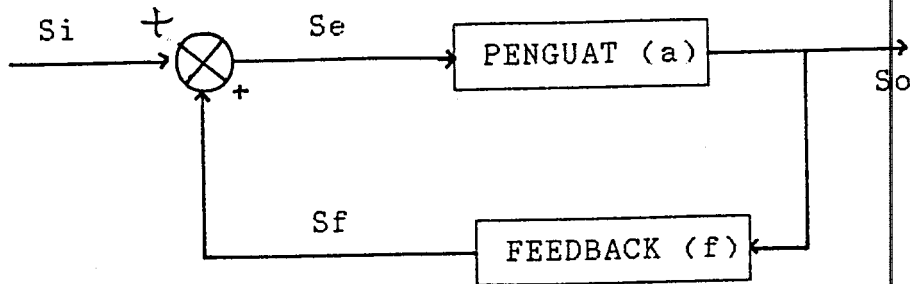 +
Si
Se
PENGUAT (a)
+
So
Sf
FEEDBACK (f)